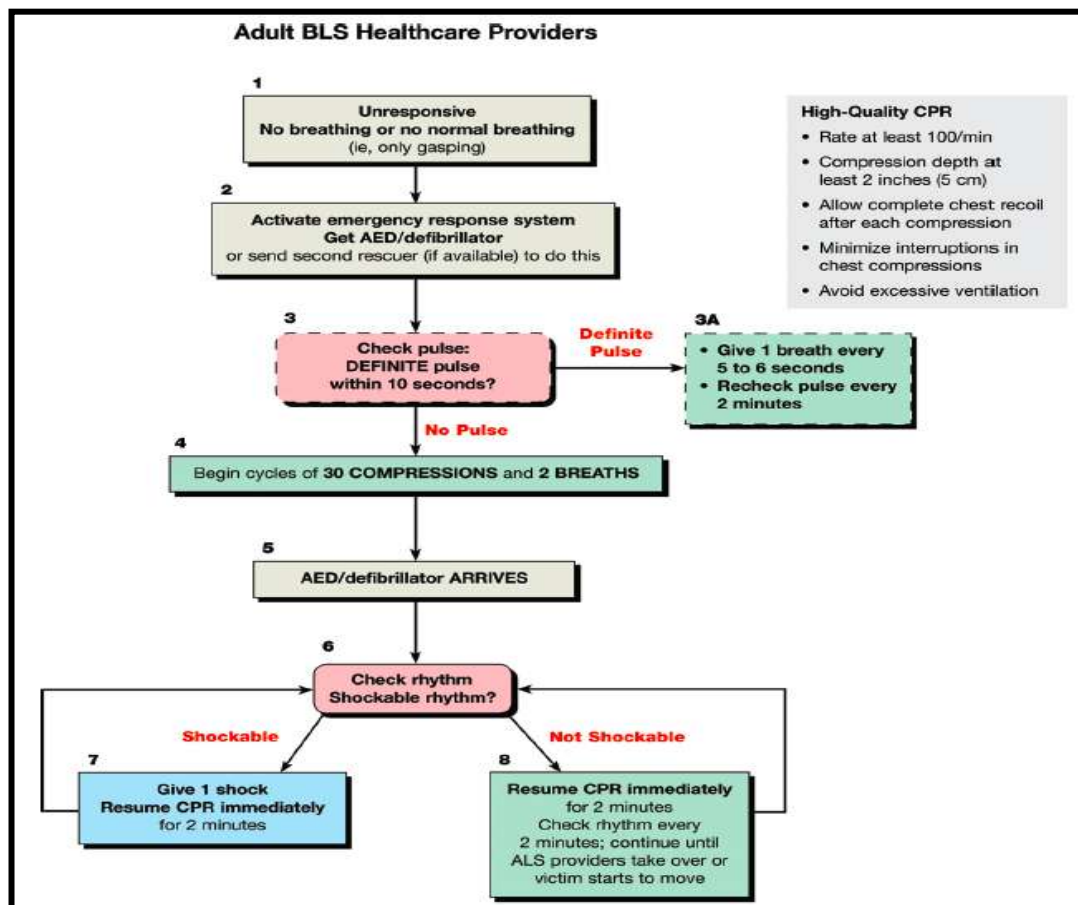 Adult BLS Healthcare Providers
1
Unresponsive
No breathing or no normal breathing
(ie, only gasping)
2
Activate emergency response system
Get AED/defibrillator
or send second rescuer (if available) to do this
High-Quality CPR
• Rate at least 100/min
• Compression depth at
least 2 inches (5 cm)
• Allow complete chest recoil
after each compression
• Minimize interruptions in
chest compressions
• Avoid excessive ventilation
3
Check pulse:
DEFINITE pulse
within 10 seconds?
Definite
Pulse
3A
• Give 1 breath every
5 to 6 seconds
• Recheck pulse every
2 minutes
No Pulse
4
Begin cycles of 30 COMPRESSIONS and 2 BREATHS
5
AED/defibrillator ARRIVES
6
Check rhythm
Shockable rhythm?
Shockable
Not Shockable
7
Give 1 shock
Resume CPR immediately
for 2 minutes
8
Resume CPR immediately
for 2 minutes
Check rhythm every
2 minutes; continue until
ALS providers take over or
victim starts to move